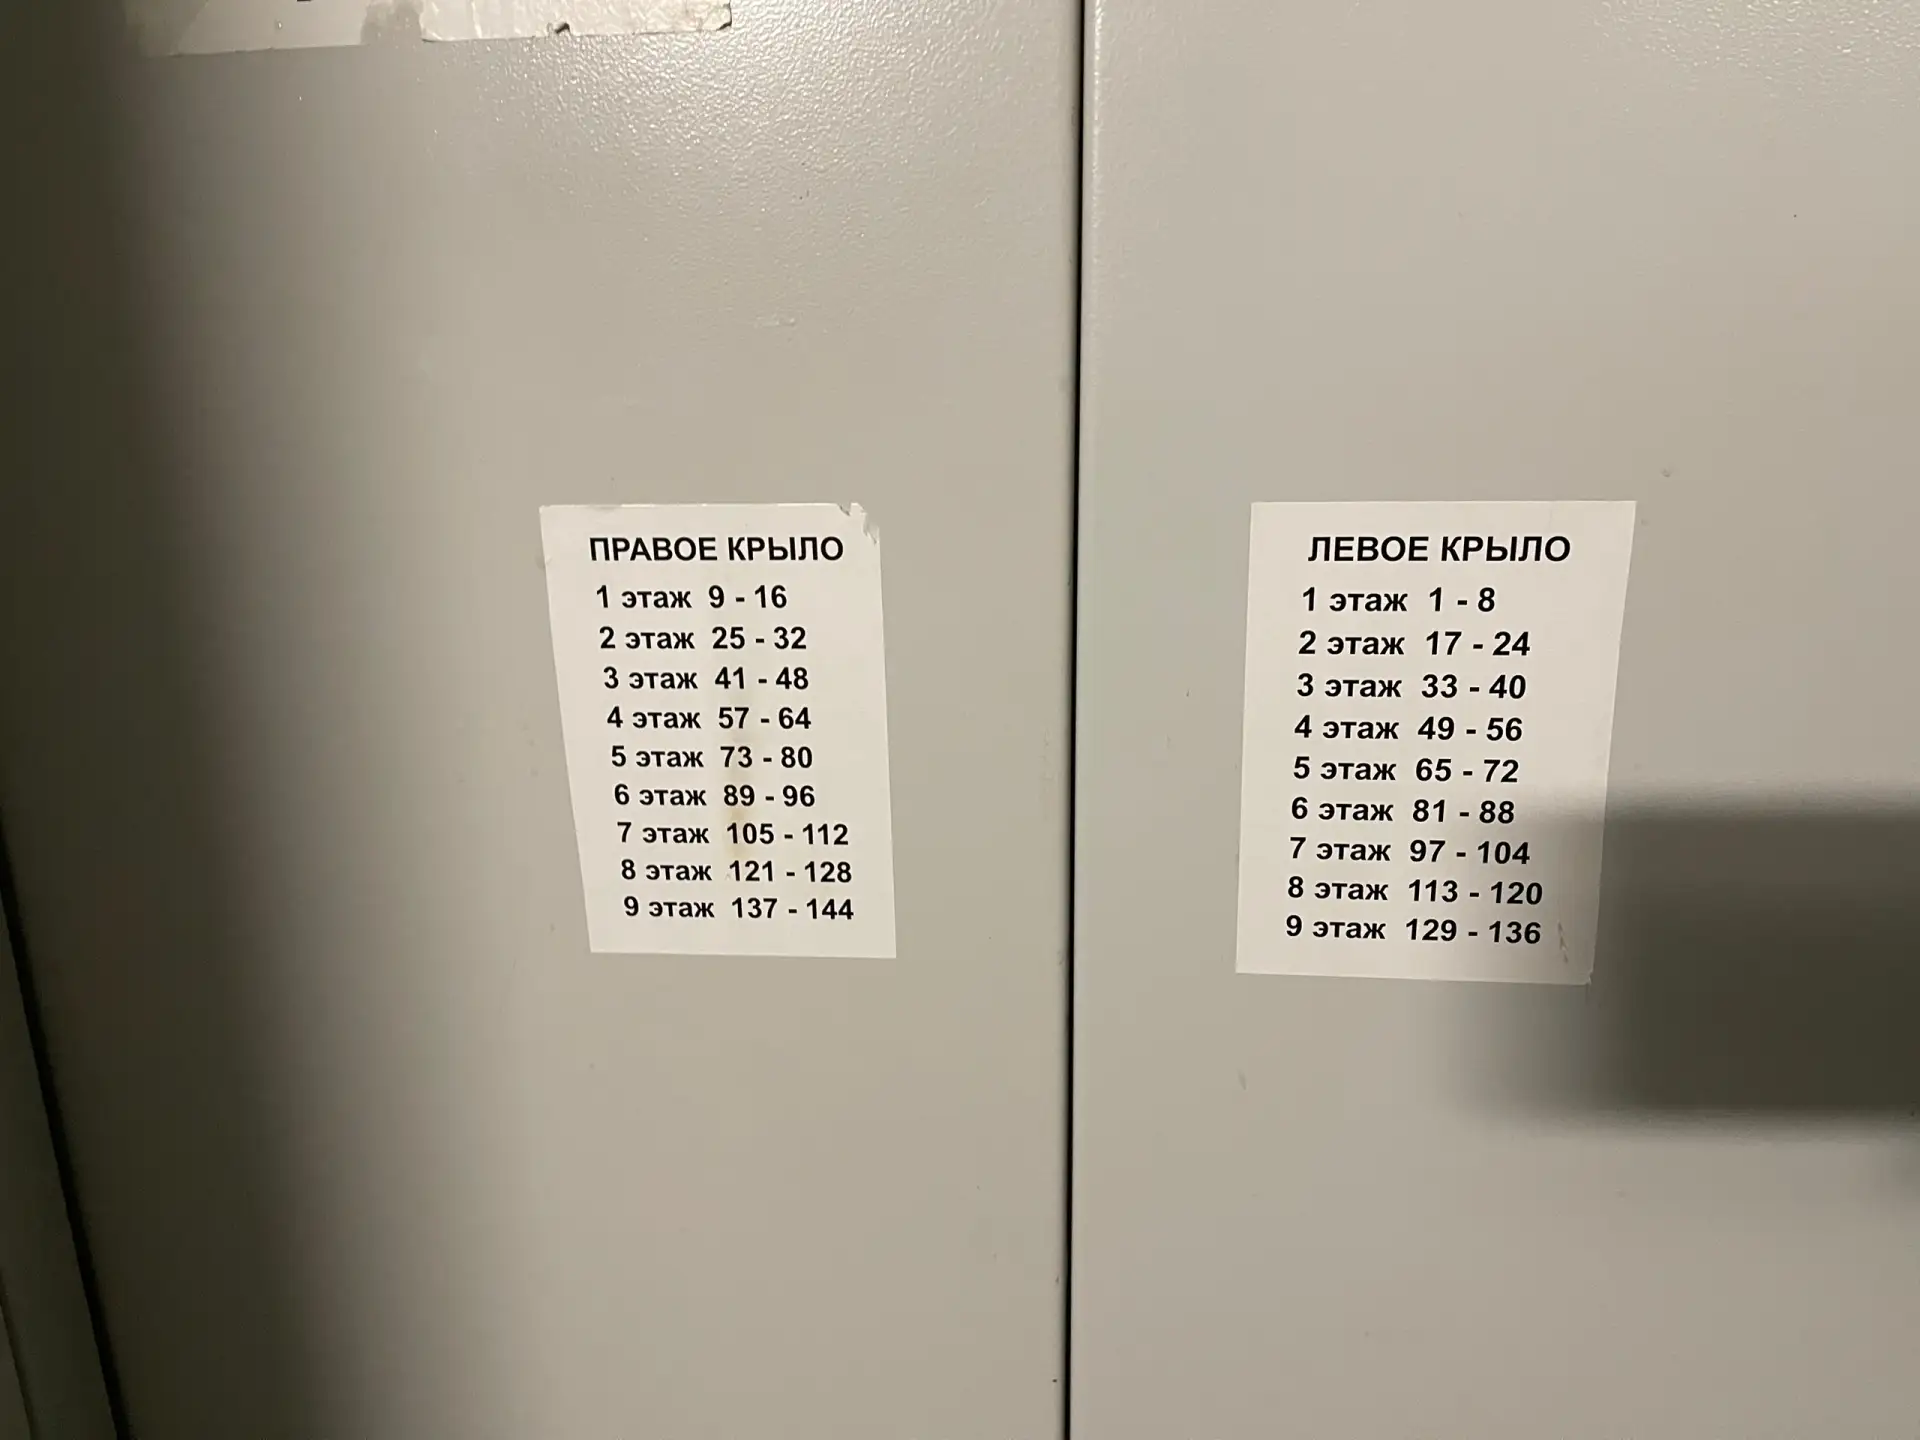 ПРАВОЕ КРЫЛО
1 этаж 9 - 16
2 этаж 25 - 32
3 этаж 41 - 48
4 этаж 57 - 64
5 этаж 73 - 80
6 этаж 89 - 96
7 этаж 105 - 112
8 этаж 121 - 128
9 этаж 137 - 144
ЛЕВОЕ КРЫЛО
1 этаж 1 - 8
2 этаж 17 - 24
3 этаж 33 - 40
4 этаж 49 - 56
5 этаж 65 - 72
6 этаж 81 - 88
7 этаж 97 - 104
8 этаж 113 - 120
9 этаж 129 - 136